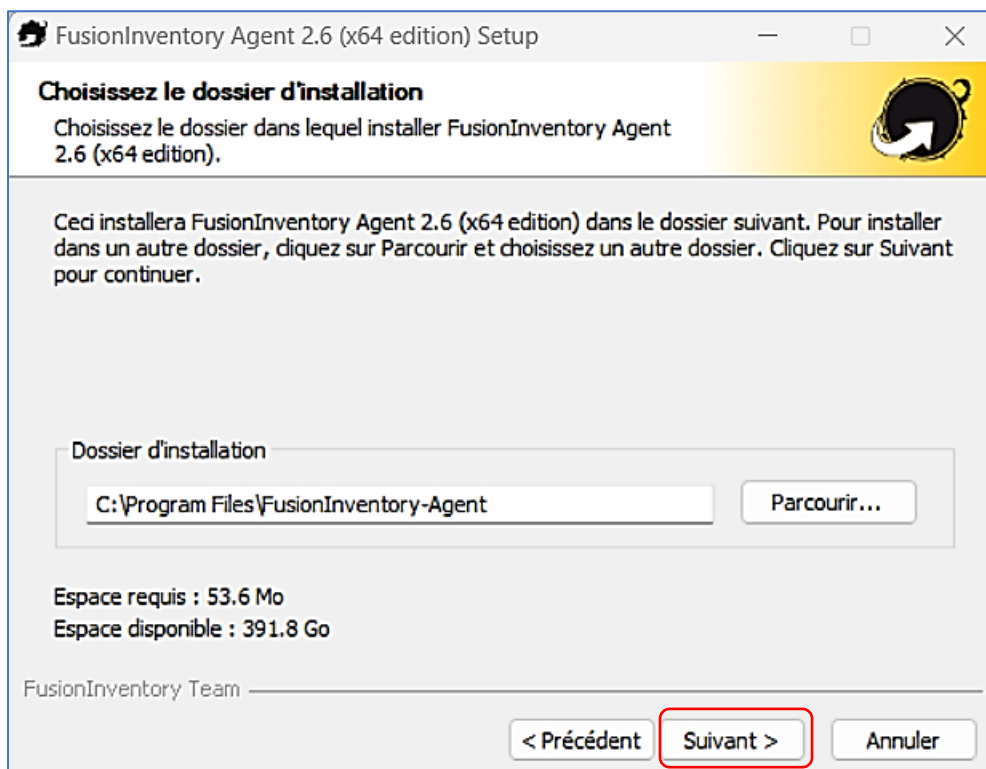 FusionInventory Agent 2.6 (x64 edition) Setup
Choisissez le dossier d'installation
Choisissez le dossier dans lequel installer FusionInventory Agent
2.6 (x64 edition).
Ceci installera FusionInventory Agent 2.6 (x64 edition) dans le dossier suivant. Pour installer
dans un autre dossier, cliquez sur Parcourir et choisissez un autre dossier. Cliquez sur Suivant
pour continuer.
Dossier d'installation
C:\Program Files\FusionInventory-Agent
Parcourir...
Espace requis : 53.6 Mo
Espace disponible : 391.8 Go
FusionInventory Team
< Précédent
Suivant >
Annuler